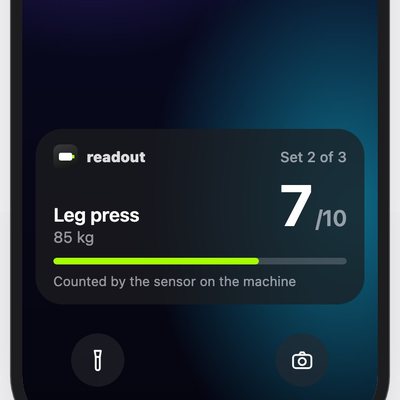 readout
Set 2 of 3
Leg press
85 kg
7/10
Counted by the sensor on the machine